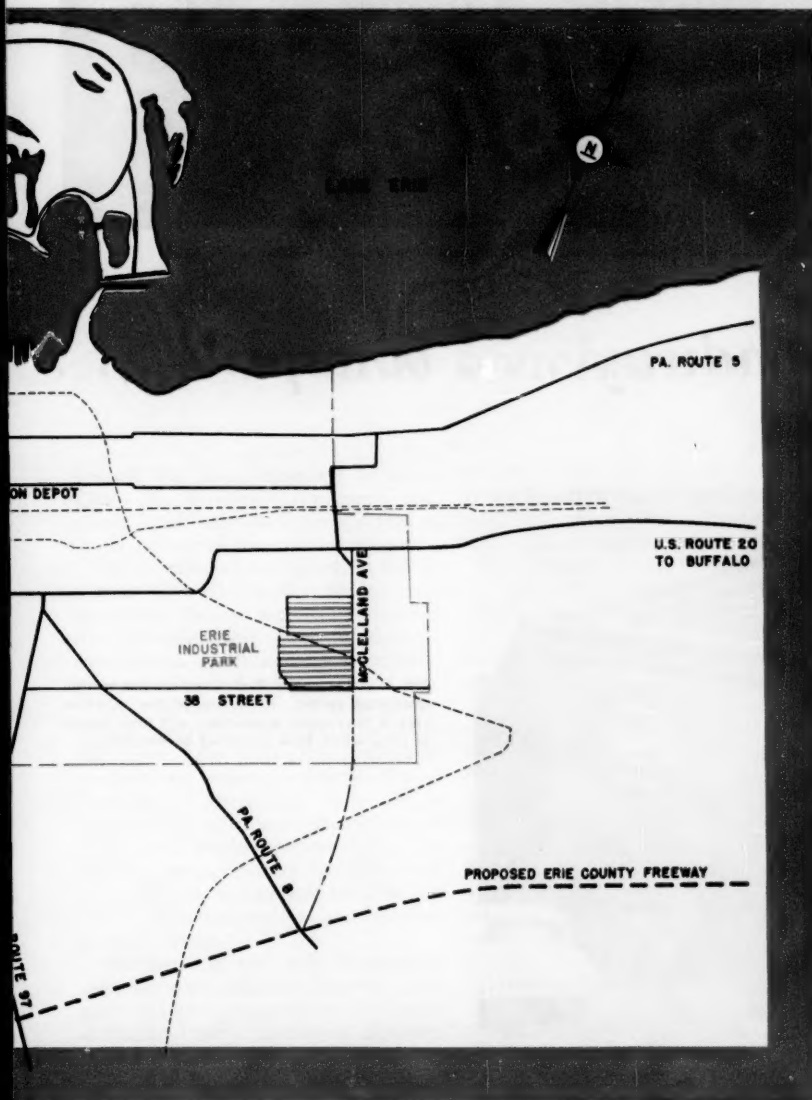 N
LAKE ERIE
PA. ROUTE 5
ON DEPOT
U.S. ROUTE 20
TO BUFFALO
McCLELLAND AVE
ERIE
INDUSTRIAL
PARK
38 STREET
PA. ROUTE 8
PROPOSED ERIE COUNTY FREEWAY
ROUTE 97